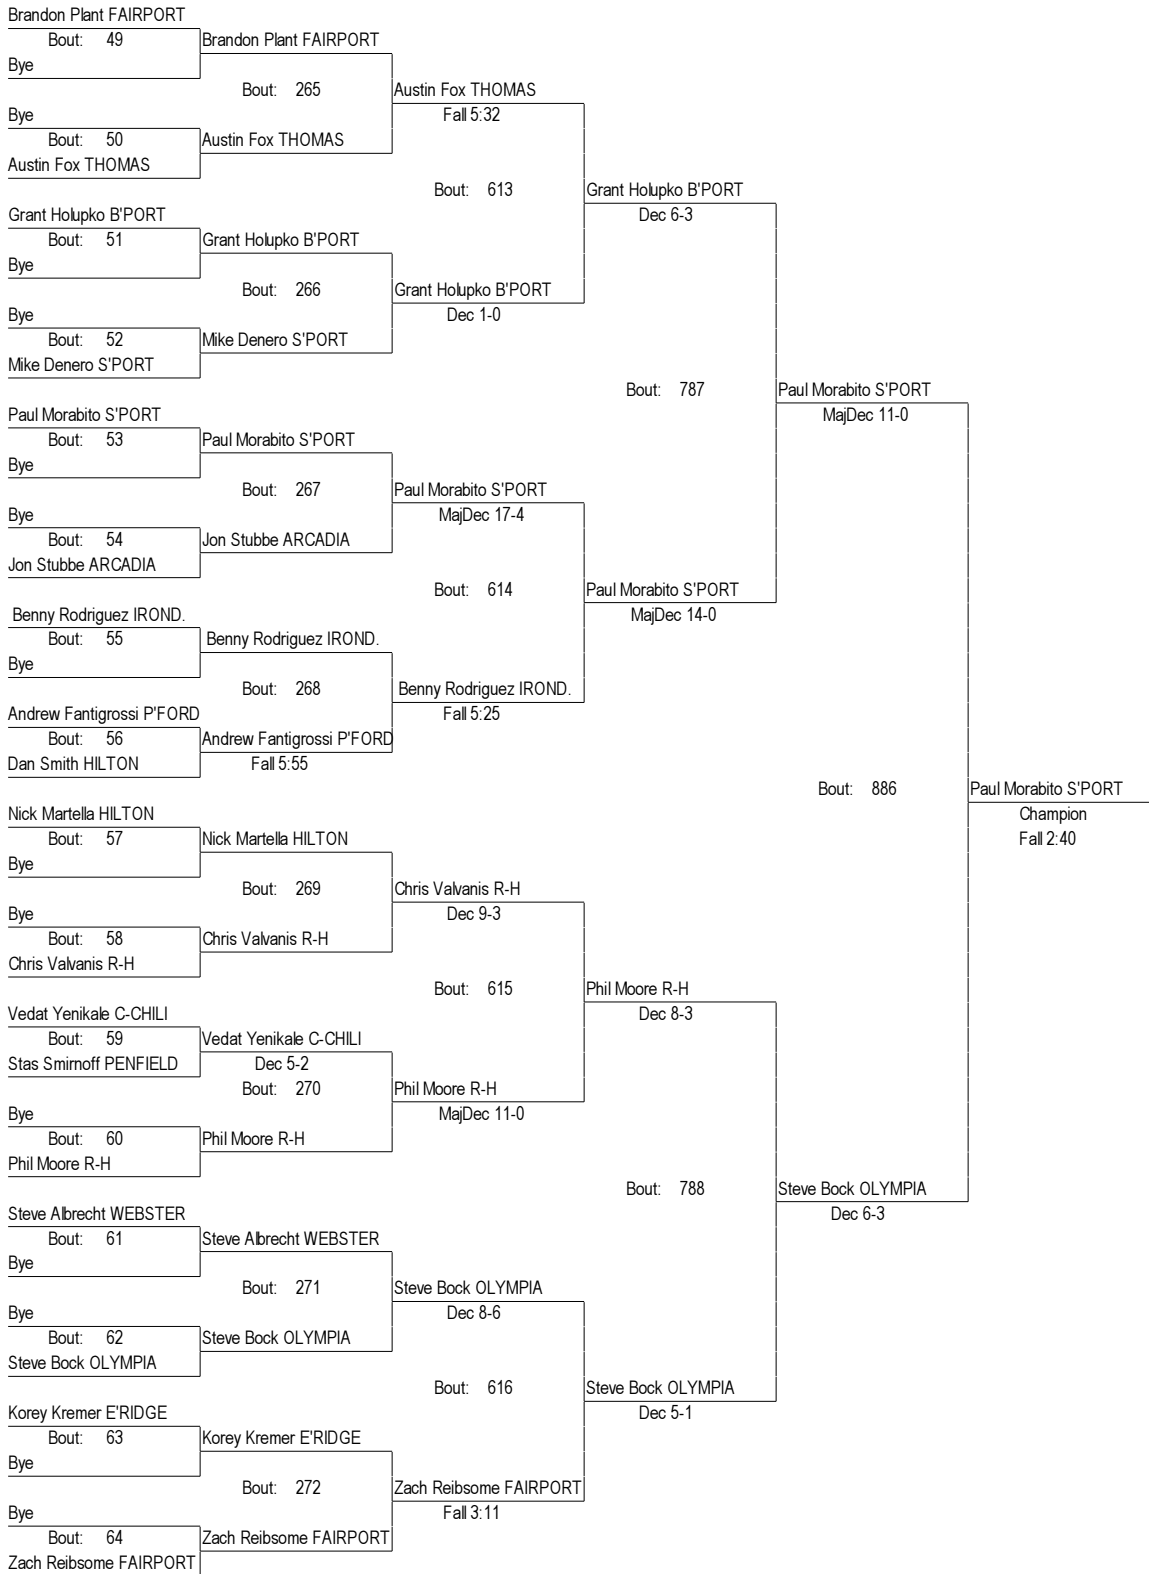 Brandon Plant FAIRPORT
Bout: 49
Brandon Plant FAIRPORT
Bye
Bout: 265
Austin Fox THOMAS
Fall 5:32
Bye
Bout: 50
Austin Fox THOMAS
Austin Fox THOMAS
Bout: 613
Grant Holupko B'PORT
Dec 6-3
Grant Holupko B'PORT
Bout: 51
Grant Holupko B'PORT
Bye
Bout: 266
Grant Holupko B'PORT
Dec 1-0
Bye
Bout: 52
Mike Denero S'PORT
Mike Denero S'PORT
Bout: 787
Paul Morabito S'PORT
MajDec 11-0
Paul Morabito S'PORT
Bout: 53
Paul Morabito S'PORT
Bye
Bout: 267
Paul Morabito S'PORT
MajDec 17-4
Bye
Bout: 54
Jon Stubbe ARCADIA
Jon Stubbe ARCADIA
Bout: 614
Paul Morabito S'PORT
MajDec 14-0
Benny Rodriguez IROND.
Bout: 55
Benny Rodriguez IROND.
Bye
Bout: 268
Benny Rodriguez IROND.
Fall 5:25
Andrew Fantigrossi P'FORD
Bout: 56
Andrew Fantigrossi P'FORD
Dan Smith HILTON
Fall 5:55
Bout: 886
Paul Morabito S'PORT
Champion
Fall 2:40
Nick Martella HILTON
Bout: 57
Nick Martella HILTON
Bye
Bout: 269
Chris Valvanis R-H
Dec 9-3
Bye
Bout: 58
Chris Valvanis R-H
Chris Valvanis R-H
Bout: 615
Phil Moore R-H
Dec 8-3
Vedat Yenikale C-CHILI
Bout: 59
Vedat Yenikale C-CHILI
Stas Smirnoff PENFIELD
Dec 5-2
Bout: 270
Phil Moore R-H
MajDec 11-0
Bye
Bout: 60
Phil Moore R-H
Phil Moore R-H
Bout: 788
Steve Bock OLYMPIA
Dec 6-3
Steve Albrecht WEBSTER
Bout: 61
Steve Albrecht WEBSTER
Bye
Bout: 271
Steve Bock OLYMPIA
Dec 8-6
Bye
Bout: 62
Steve Bock OLYMPIA
Steve Bock OLYMPIA
Bout: 616
Steve Bock OLYMPIA
Dec 5-1
Korey Kremer E'RIDGE
Bout: 63
Korey Kremer E'RIDGE
Bye
Bout: 272
Zach Reibsome FAIRPORT
Fall 3:11
Bye
Bout: 64
Zach Reibsome FAIRPORT
Zach Reibsome FAIRPORT